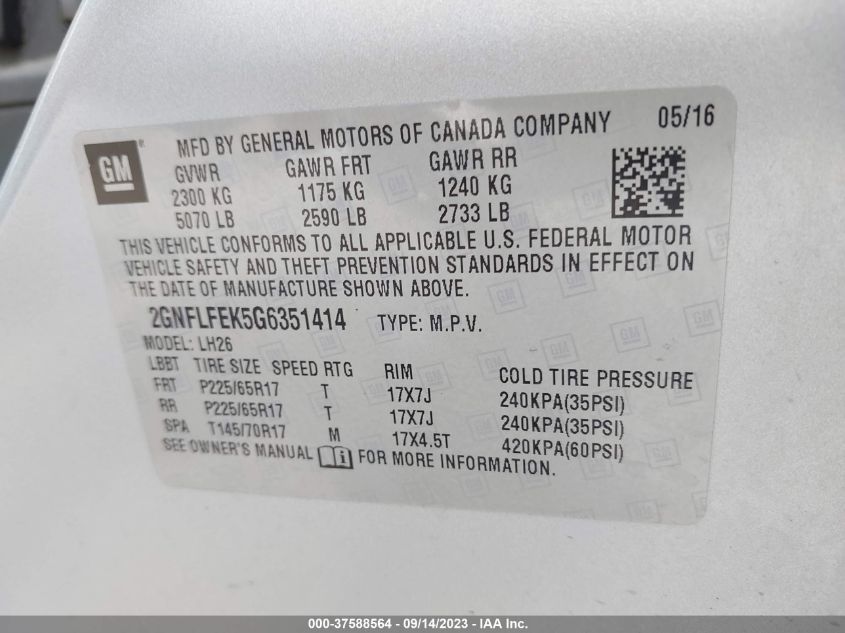 GM
MFD BY GENERAL MOTORS OF CANADA COMPANY 05/16
GVWR GAWR FRT GAWR RR
2300 KG 1175 KG 1240 KG
5070 LB 2590 LB 2733 LB
THIS VEHICLE CONFORMS TO ALL APPLICABLE U.S. FEDERAL MOTOR
VEHICLE SAFETY AND THEFT PREVENTION STANDARDS IN EFFECT ON
THE DATE OF MANUFACTURE SHOWN ABOVE.
2GNFLFEK5G6351414 TYPE: M.P.V.
MODEL: LH26
LBBT TIRE SIZE SPEED RTG RIM COLD TIRE PRESSURE
FRT P225/65R17 T 17X7J 240KPA(35PSI)
RR P225/65R17 T 17X7J 240KPA(35PSI)
SPA T145/70R17 M 17X4.5T 420KPA(60PSI)
SEE OWNER'S MANUAL i FOR MORE INFORMATION.
000-37588564 - 09/14/2023 - IAA Inc.